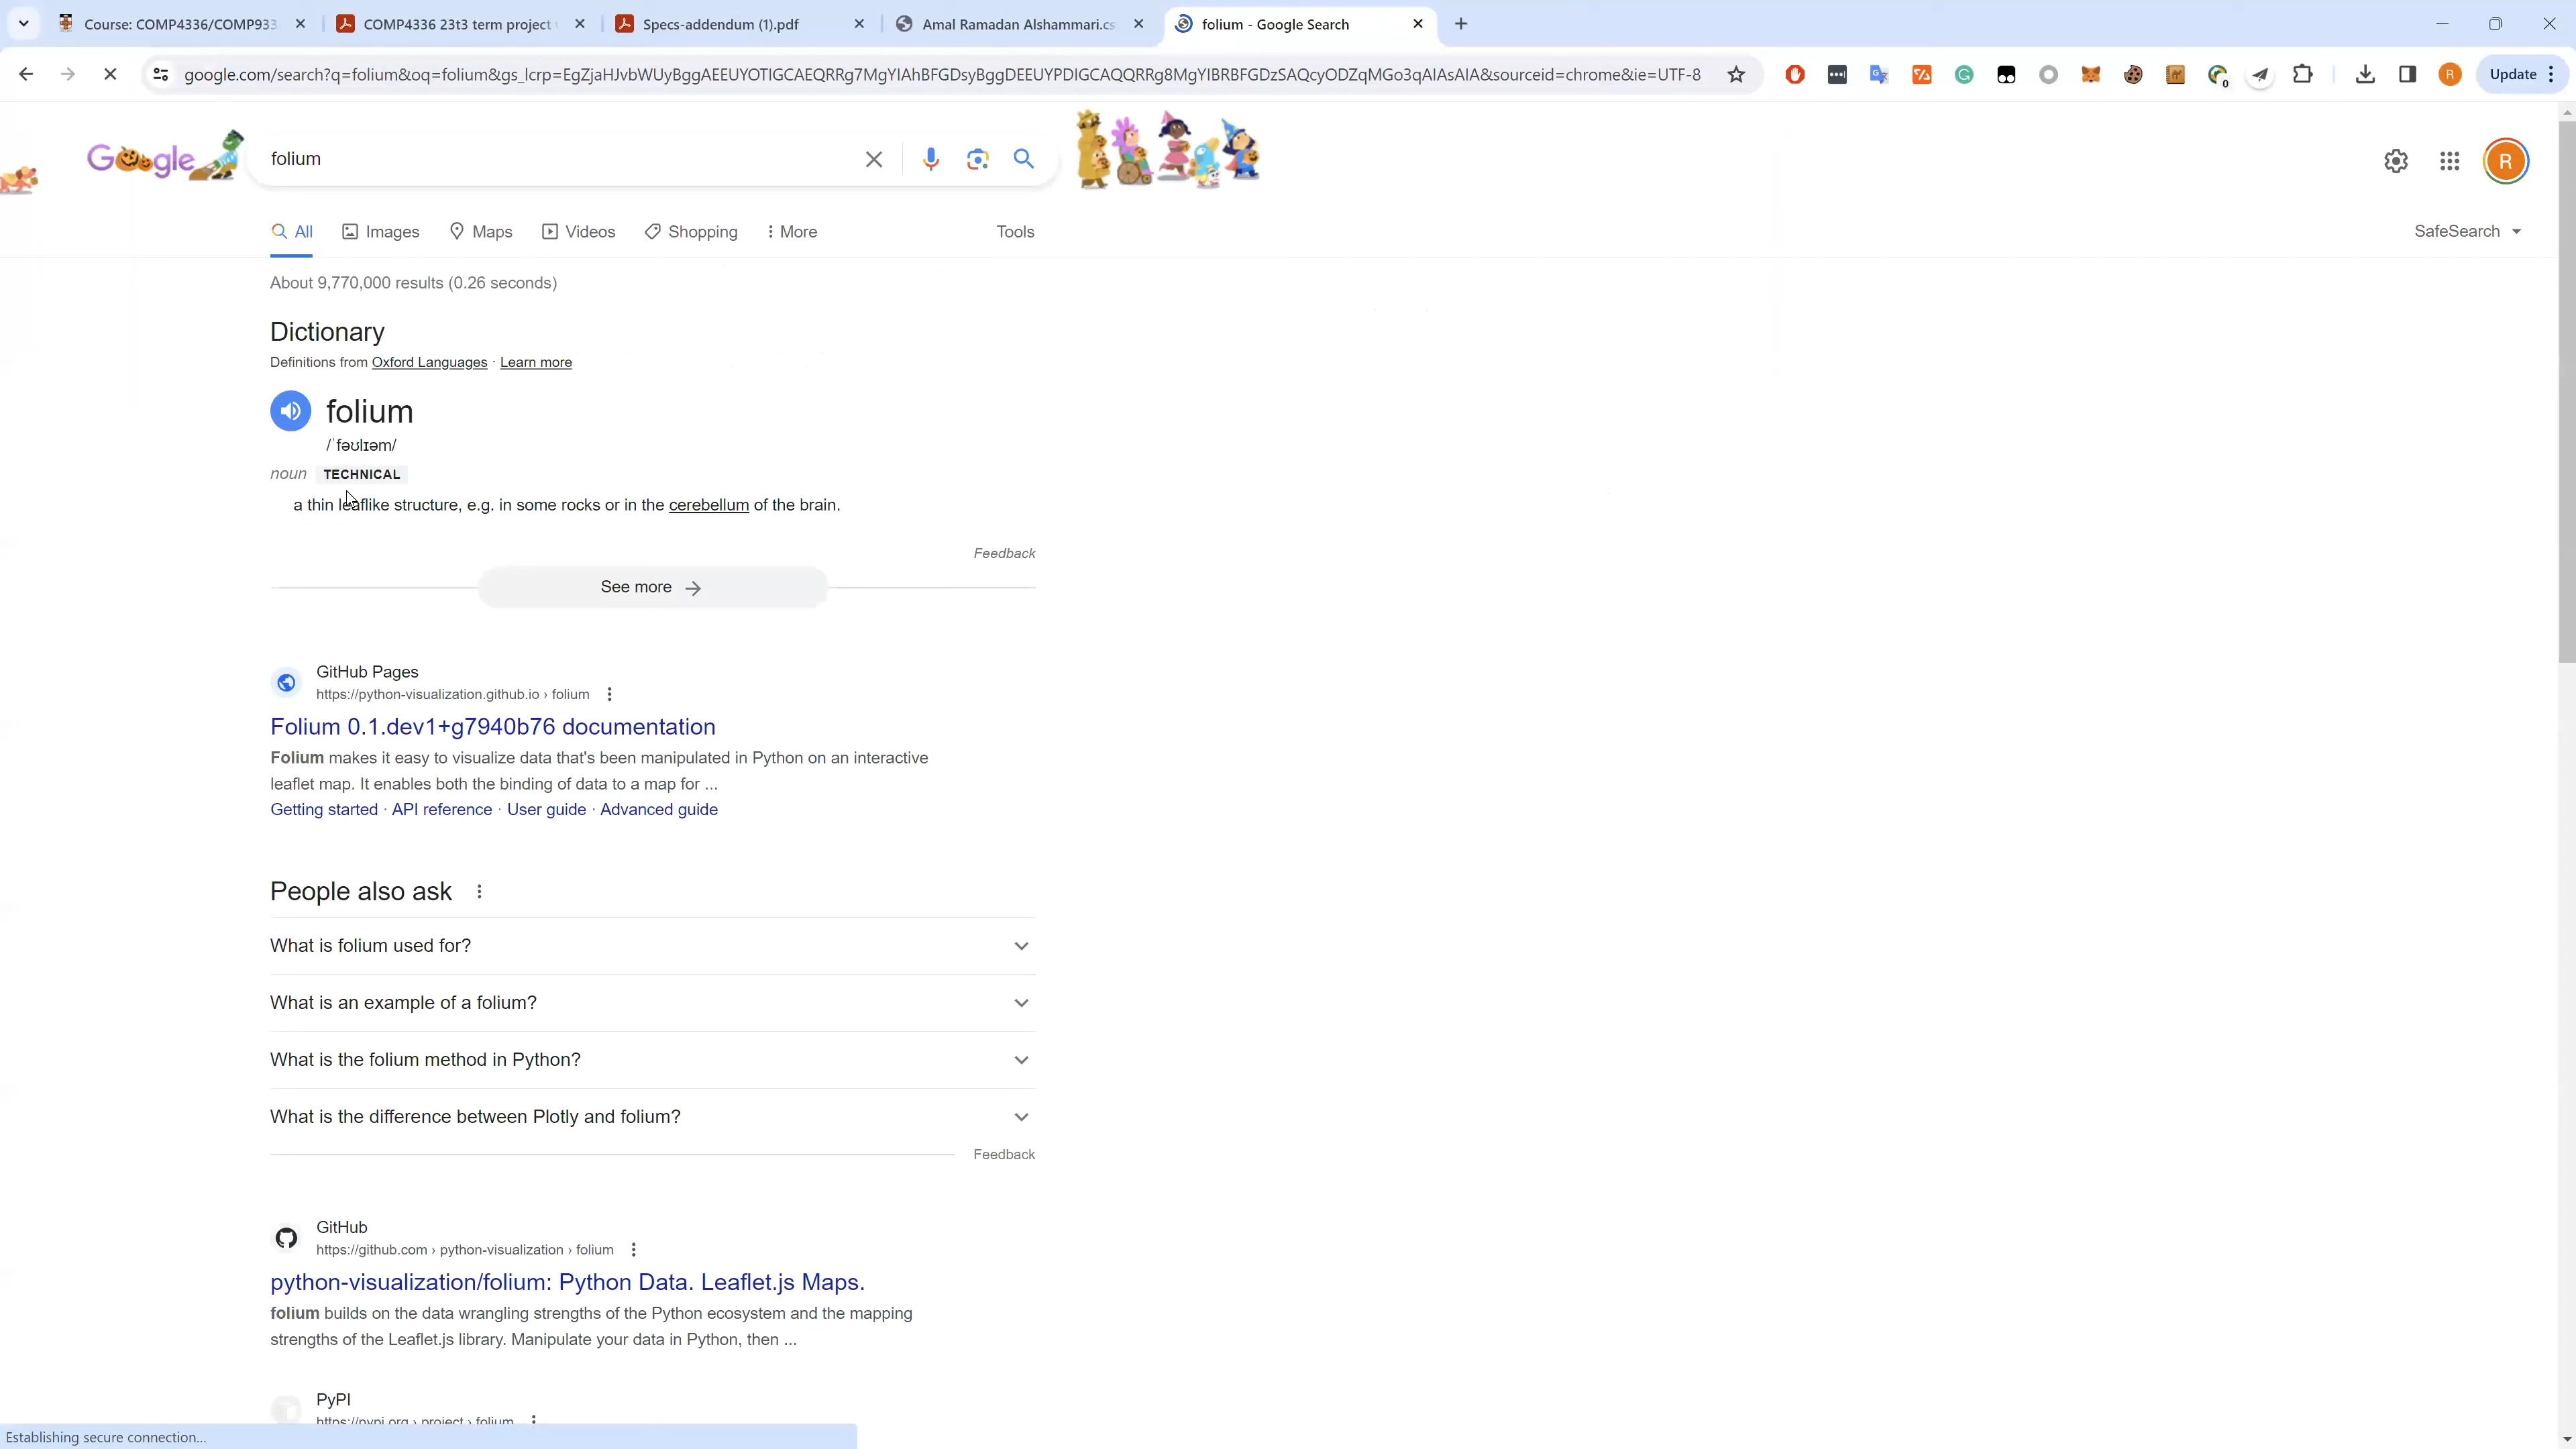 Course: COMP4336/COMP933
COMP4336 23t3 term project
Specs-addendum (1).pdf
Amal Ramadan Alshammari.cs
folium - Google Search
google.com/search?q=folium&oq=folium&gs_lcrp=EgZjaHJvbWUyBggAEEUYOTIGCAEQRRg7MgYIAhBFGDsyBggDEEUYPDIGCAQQRRg8MgYIBRBFGDzSAQcyODZqMGo3qAIAsAIA&sourceid=chrome&ie=UTF-8
0
R
Update
Google
folium
R
All
Images
Maps
Videos
Shopping
More
Tools
SafeSearch
About 9,770,000 results (0.26 seconds)
Dictionary
Definitions from Oxford Languages · Learn more
folium
/ˈfəʊlɪəm/
noun TECHNICAL
a thin leaflike structure, e.g. in some rocks or in the cerebellum of the brain.
Feedback
See more
GitHub Pages
https://python-visualization.github.io › folium
Folium 0.1.dev1+g7940b76 documentation
Folium makes it easy to visualize data that's been manipulated in Python on an interactive
leaflet map. It enables both the binding of data to a map for ...
Getting started · API reference · User guide · Advanced guide
People also ask
What is folium used for?
What is an example of a folium?
What is the folium method in Python?
What is the difference between Plotly and folium?
Feedback
GitHub
https://github.com › python-visualization › folium
python-visualization/folium: Python Data. Leaflet.js Maps.
folium builds on the data wrangling strengths of the Python ecosystem and the mapping
strengths of the Leaflet.js library. Manipulate your data in Python, then ...
PyPI
https://pypi.org › project › folium
Establishing secure connection...